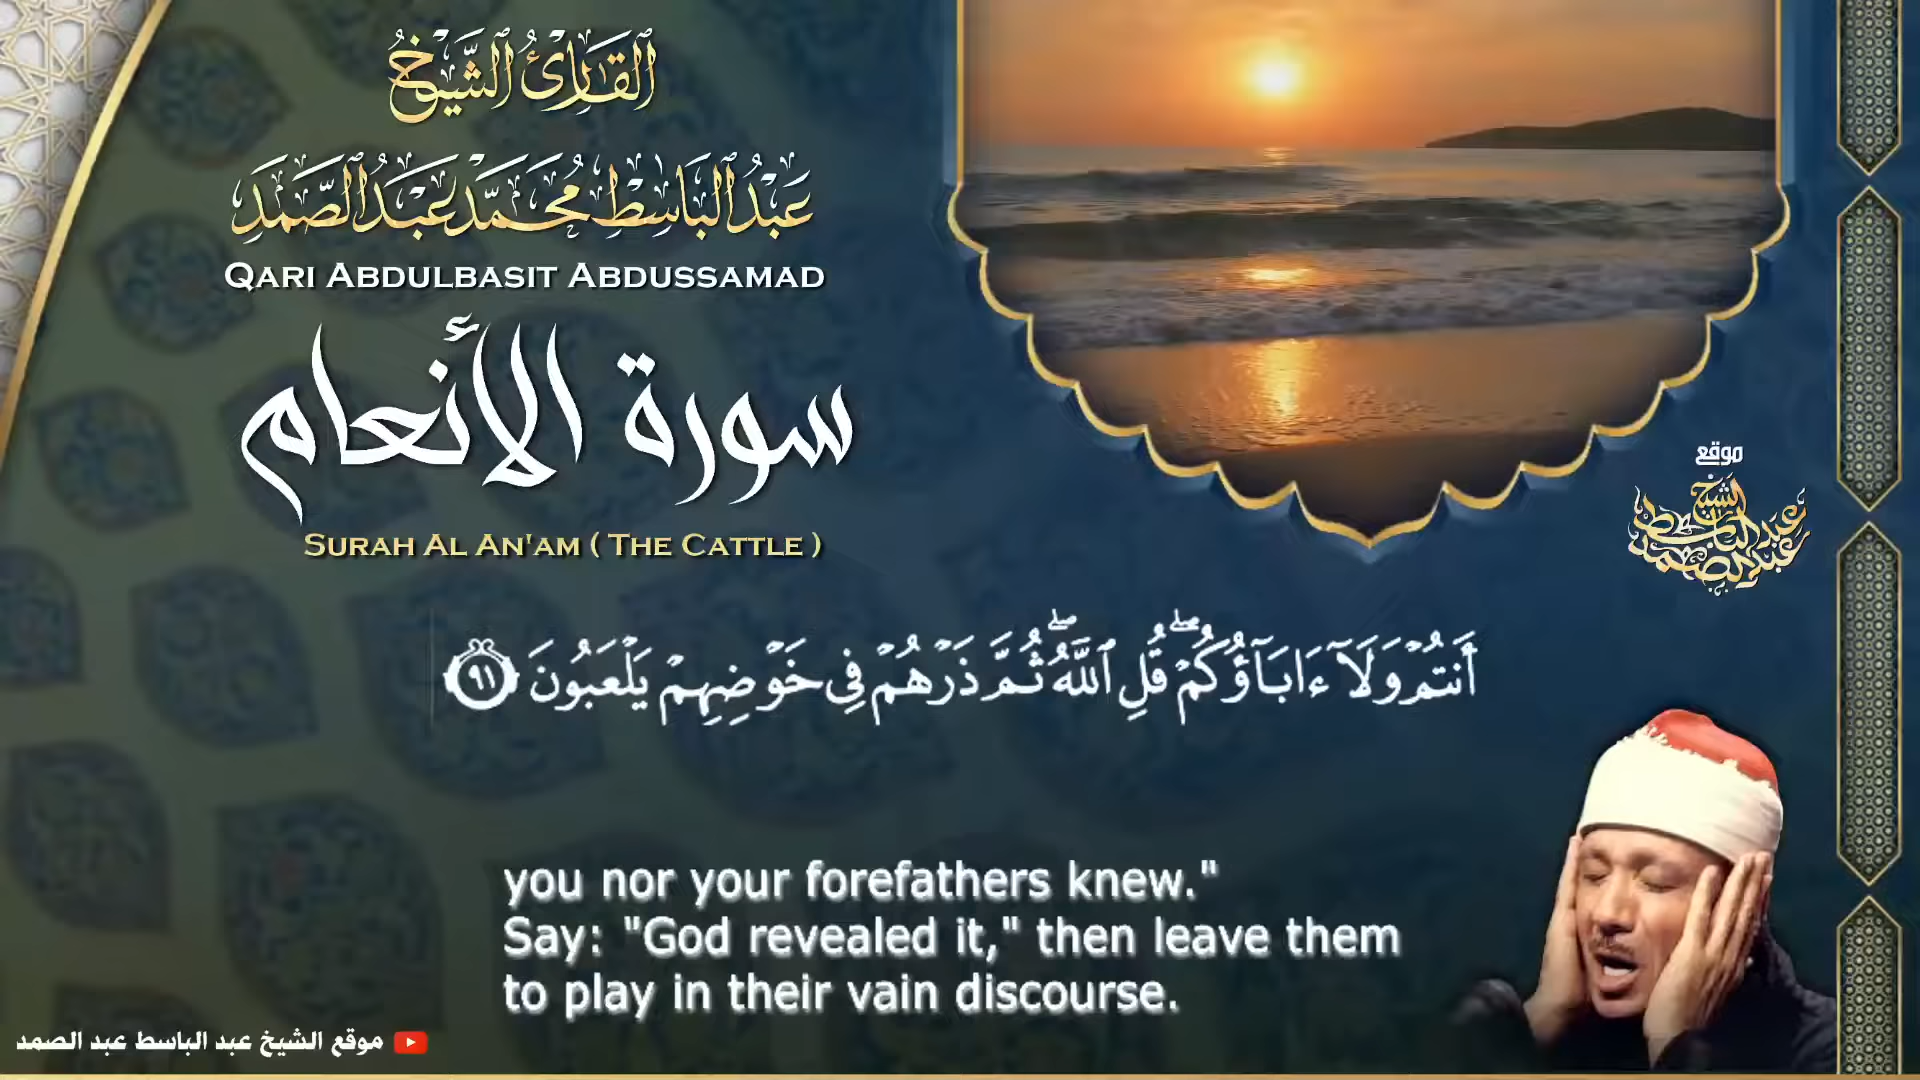 القارئ الشيخ
عبد الباسط محمد عبد الصمد
QARI ABDULBASIT ABDUSSAMAD
سورة الأنعام
SURAH AL AN'AM ( THE CATTLE )
موقع
الشيخ
عبد الباسط
عبد الصمد
أَنتُمْ وَلَآ ءَابَآؤُكُمْ ۖ قُلِ ٱللَّهُ ۖ ثُمَّ ذَرْهُمْ فِى خَوْضِهِمْ يَلْعَبُونَ ٩١
you nor your forefathers knew."
Say: "God revealed it," then leave them
to play in their vain discourse.
موقع الشيخ عبد الباسط عبد الصمد